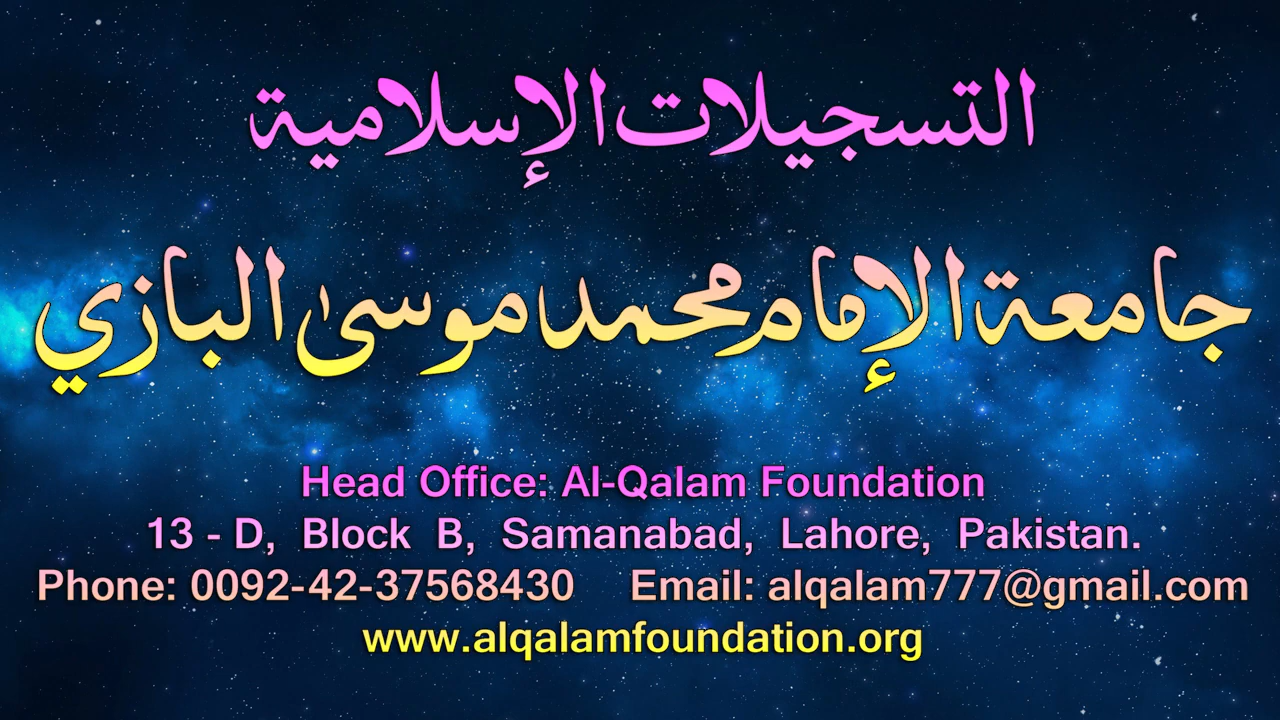 التسجيلات الإسلامية
جامعة الإمام محمد موسىٰ البازي
Head Office: Al-Qalam Foundation
13 - D, Block B, Samanabad, Lahore, Pakistan.
Phone: 0092-42-37568430 Email: alqalam777@gmail.com
www.alqalamfoundation.org